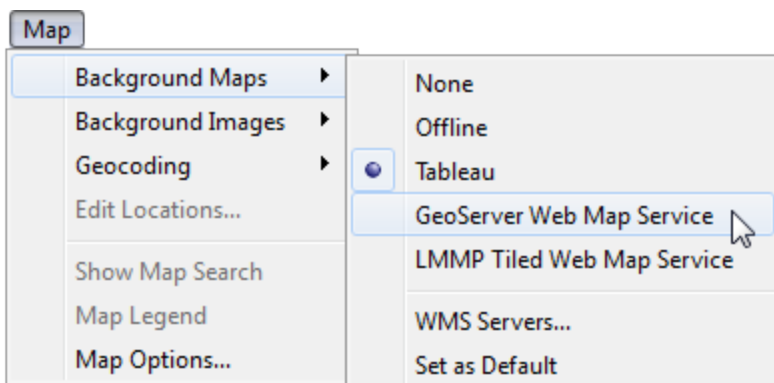 Map
Background Maps
Background Images
Geocoding
Edit Locations...
Show Map Search
Map Legend
Map Options...
None
Offline
Tableau
GeoServer Web Map Service
LMMP Tiled Web Map Service
WMS Servers...
Set as Default